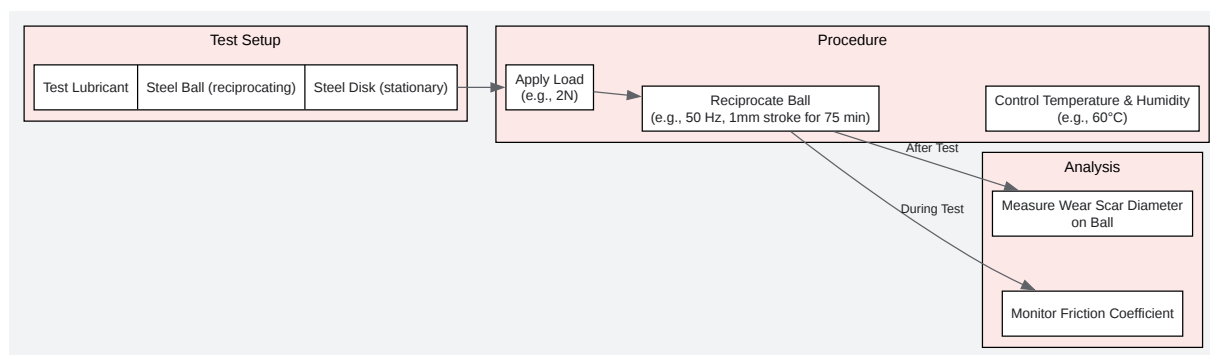 Test Setup
Test Lubricant
Steel Ball (reciprocating)
Steel Disk (stationary)
Procedure
Apply Load
(e.g., 2N)
Reciprocate Ball
(e.g., 50 Hz, 1mm stroke for 75 min)
Control Temperature & Humidity
(e.g., 60°C)
After Test
During Test
Analysis
Measure Wear Scar Diameter
on Ball
Monitor Friction Coefficient